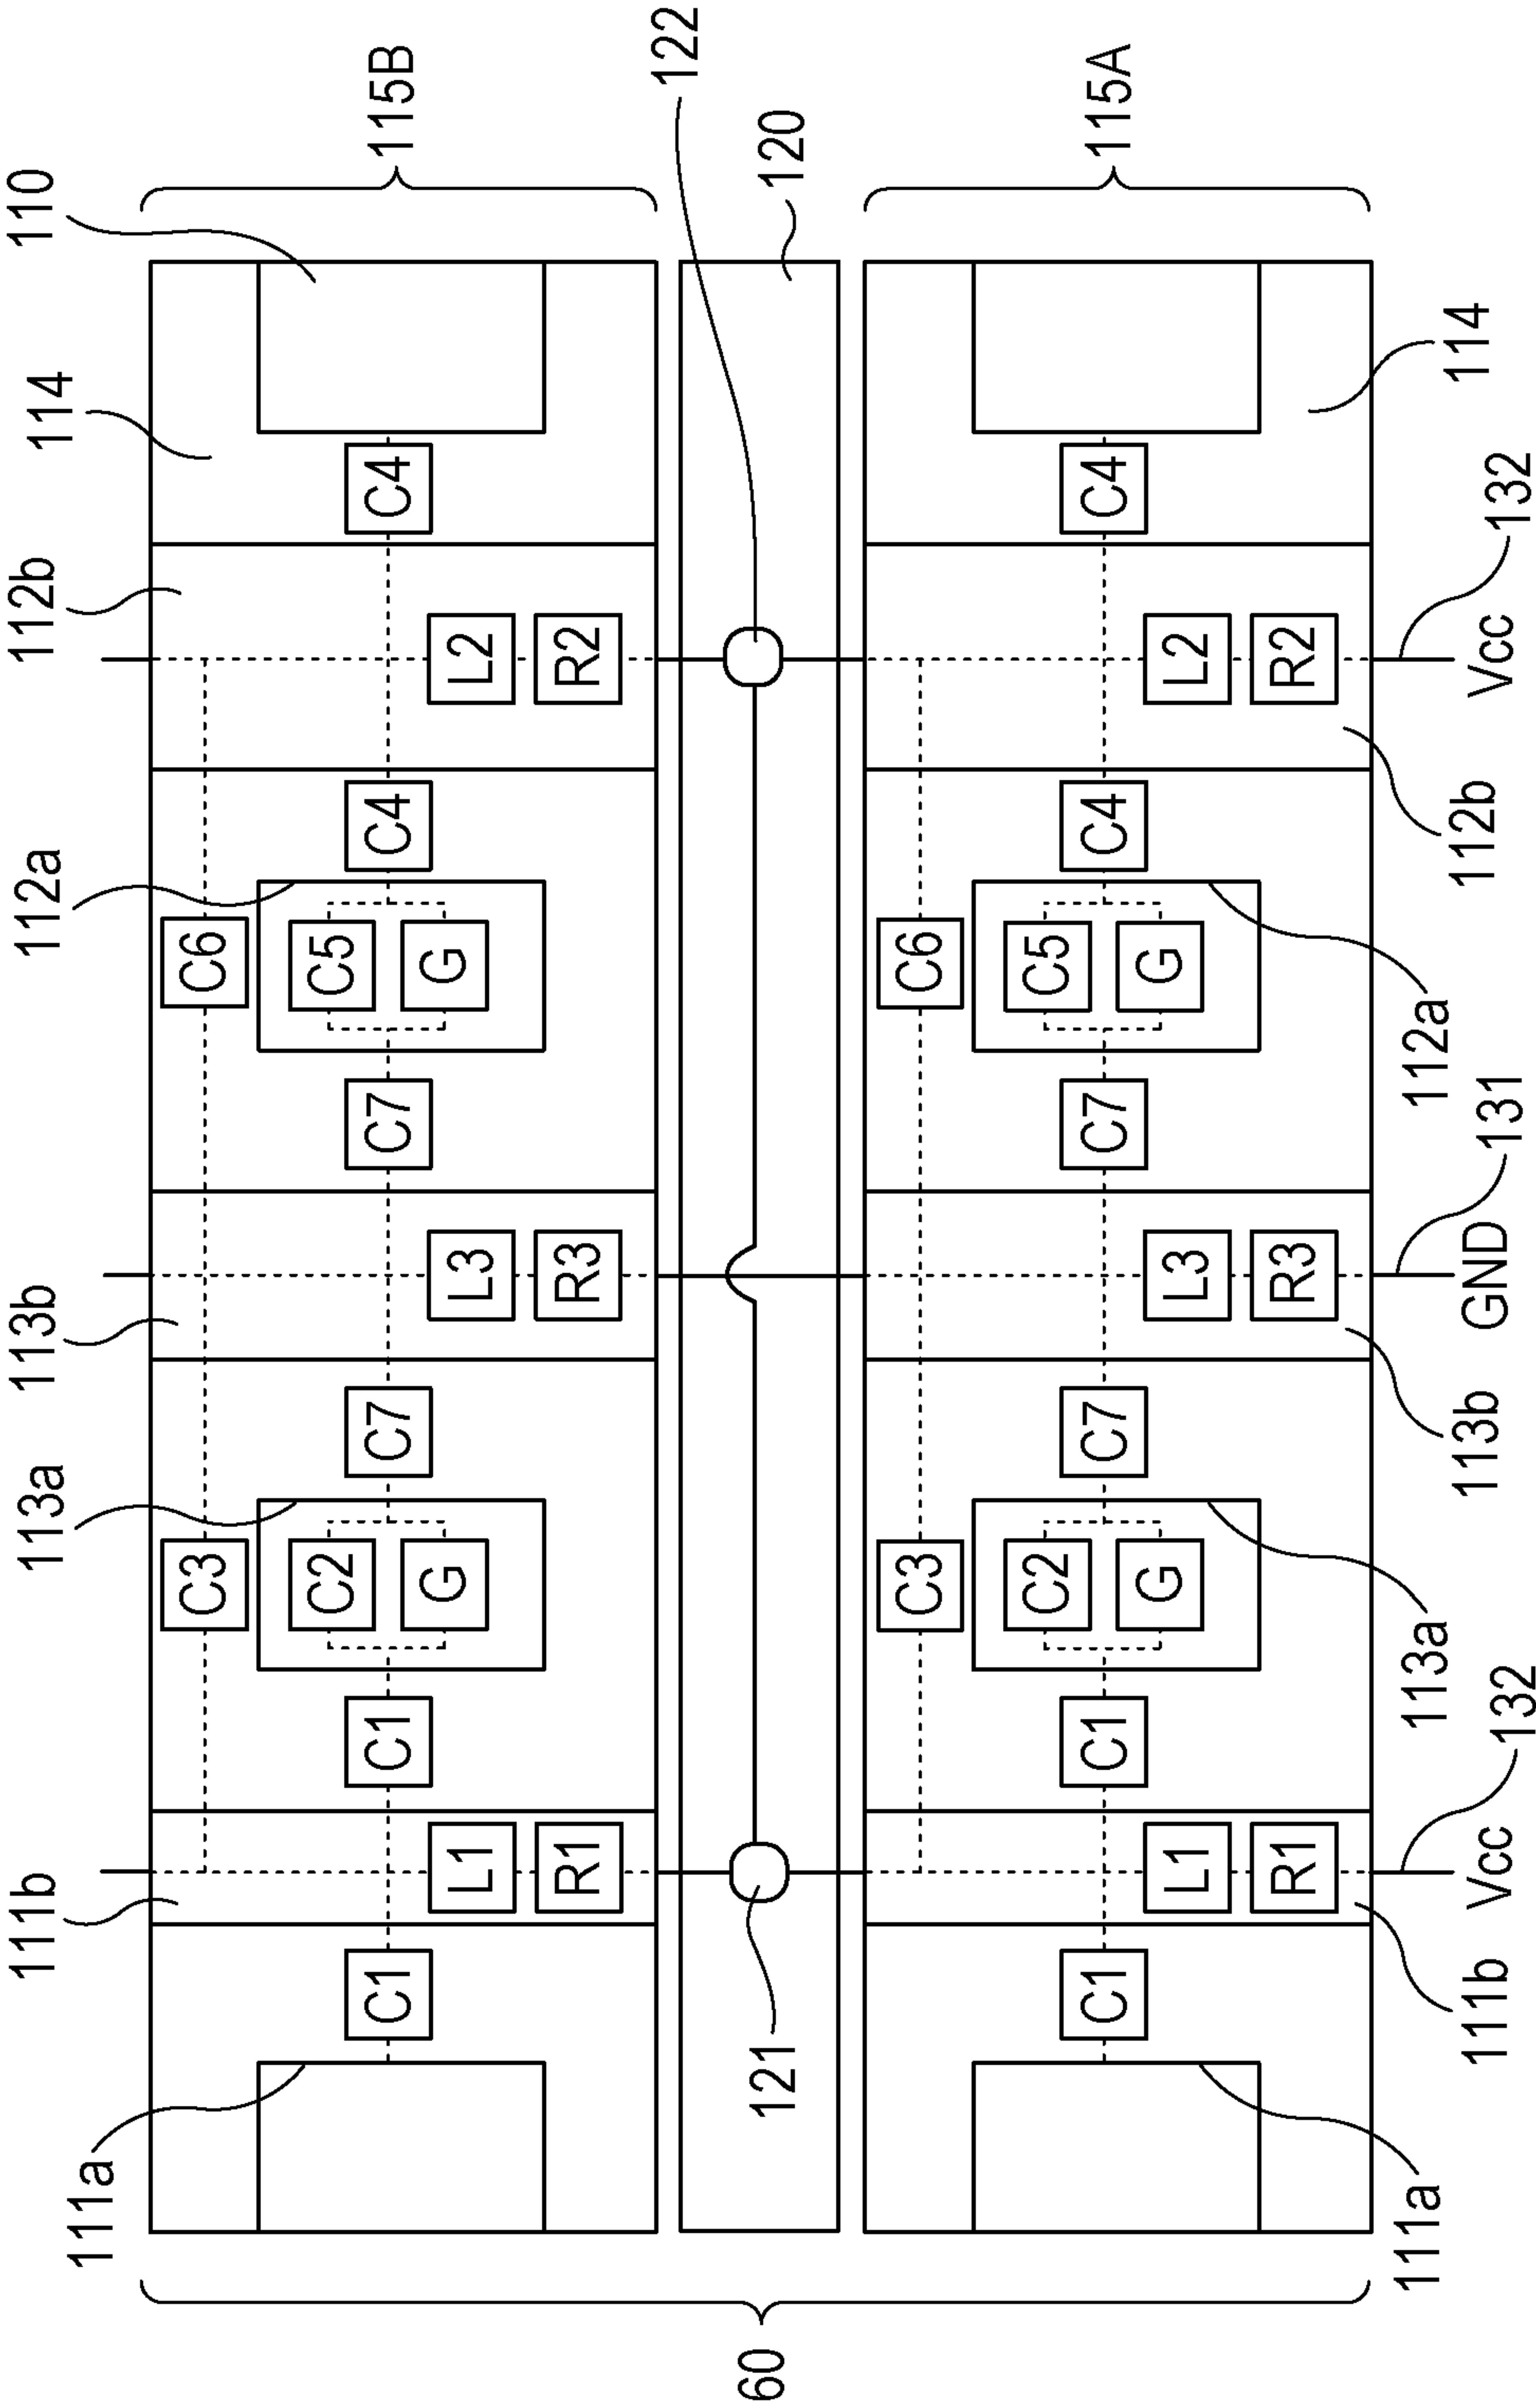 60
111a
111b
113a
113b
112a
112b
114
110
115B
C3
C6
C1
C1
C2
G
C7
C7
C5
G
C4
C4
L1
R1
L3
R3
L2
R2
121
122
120
C3
C6
C1
C1
C2
G
C7
C7
C5
G
C4
C4
L1
R1
L3
R3
L2
R2
115A
111a
111b
113a
113b
112a
112b
114
Vcc
132
GND
131
Vcc
132